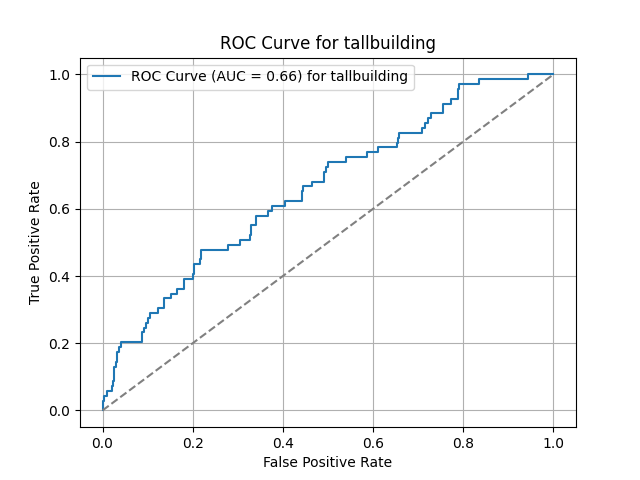 ROC Curve for tallbuilding
ROC Curve (AUC = 0.66) for tallbuilding
True Positive Rate
1.0
0.8
0.6
0.4
0.2
0.0
0.0 0.2 0.4 0.6 0.8 1.0
False Positive Rate